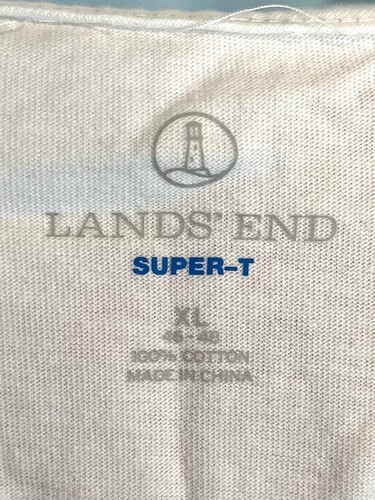 LANDS' END
SUPER-T
XL
46-48
100% COTTON
MADE IN CHINA